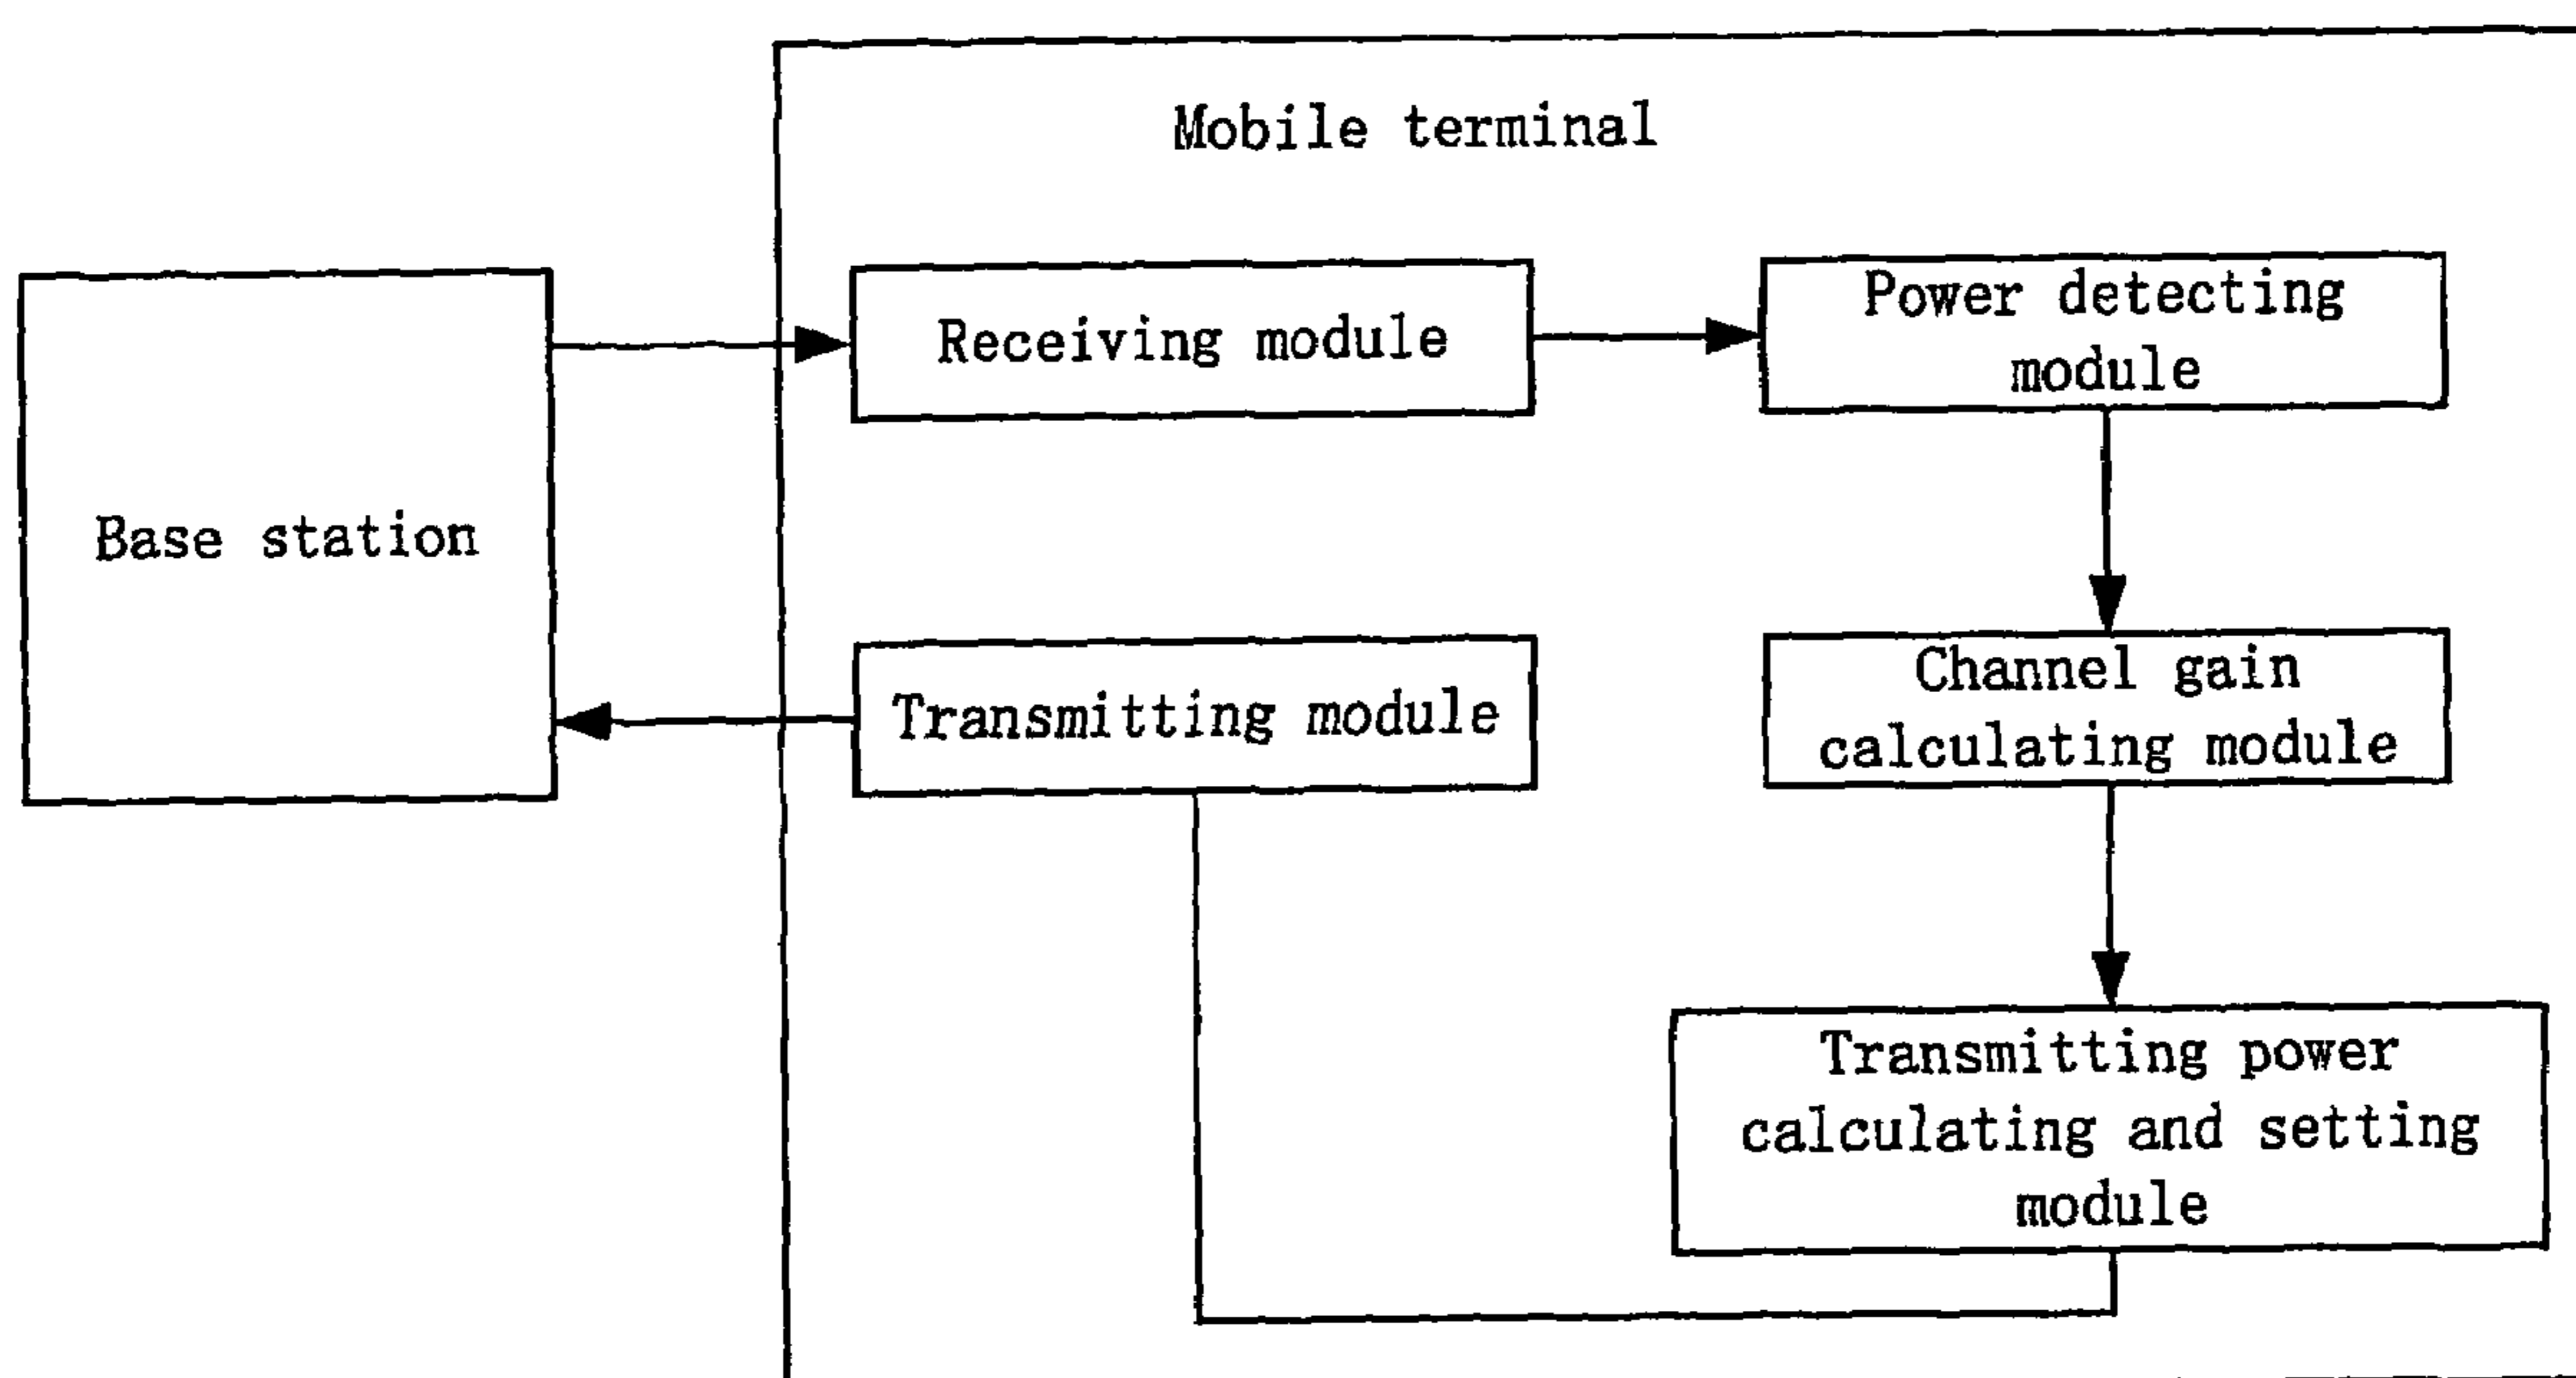 Mobile terminal
Base station
Receiving module
Power detecting
module
Transmitting module
Channel gain
calculating module
Transmitting power
calculating and setting
module